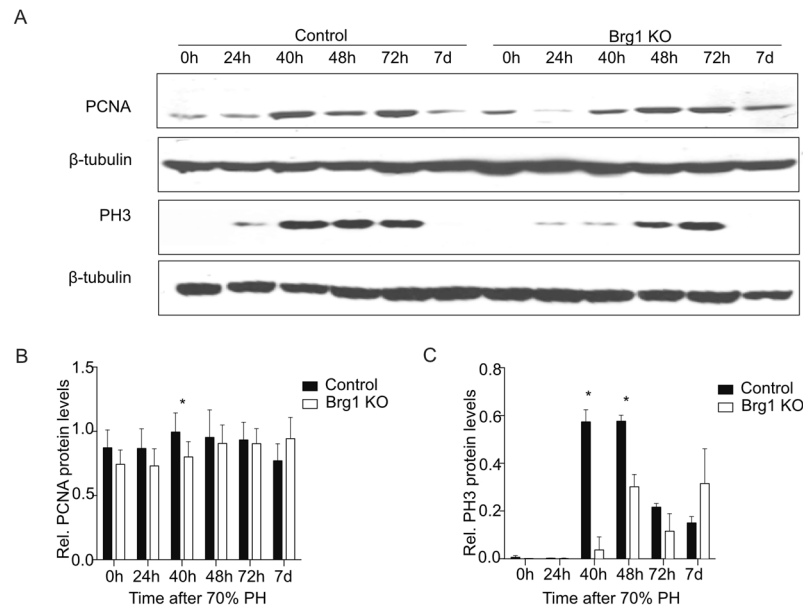 A
Control Brg1 KO
0h 24h 40h 48h 72h 7d 0h 24h 40h 48h 72h 7d
PCNA
β-tubulin
PH3
β-tubulin
B
Rel. PCNA protein levels
1.5
1.0
0.5
0.0
*
Control
Brg1 KO
0h 24h 40h 48h 72h 7d
Time after 70% PH
C
Rel. PH3 protein levels
0.8
0.6
0.4
0.2
0.0
* *
Control
Brg1 KO
0h 24h 40h 48h 72h 7d
Time after 70% PH